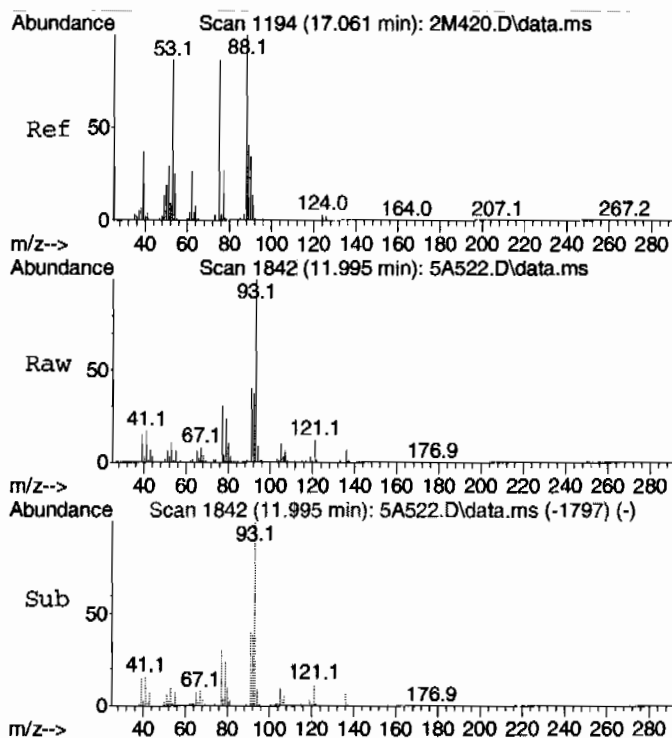 Abundance Scan 1194 (17.061 min): 2M420.D\data.ms
53.1 88.1
Ref 50
124.0 164.0 207.1 267.2
0
m/z--> 40 60 80 100 120 140 160 180 200 220 240 260 280
Abundance Scan 1842 (11.995 min): 5A522.D\data.ms
93.1
Raw 50
41.1 67.1 121.1 176.9
0
m/z--> 40 60 80 100 120 140 160 180 200 220 240 260 280
Abundance Scan 1842 (11.995 min): 5A522.D\data.ms (-1797) (-)
93.1
Sub 50
41.1 67.1 121.1 176.9
0
m/z--> 40 60 80 100 120 140 160 180 200 220 240 260 280